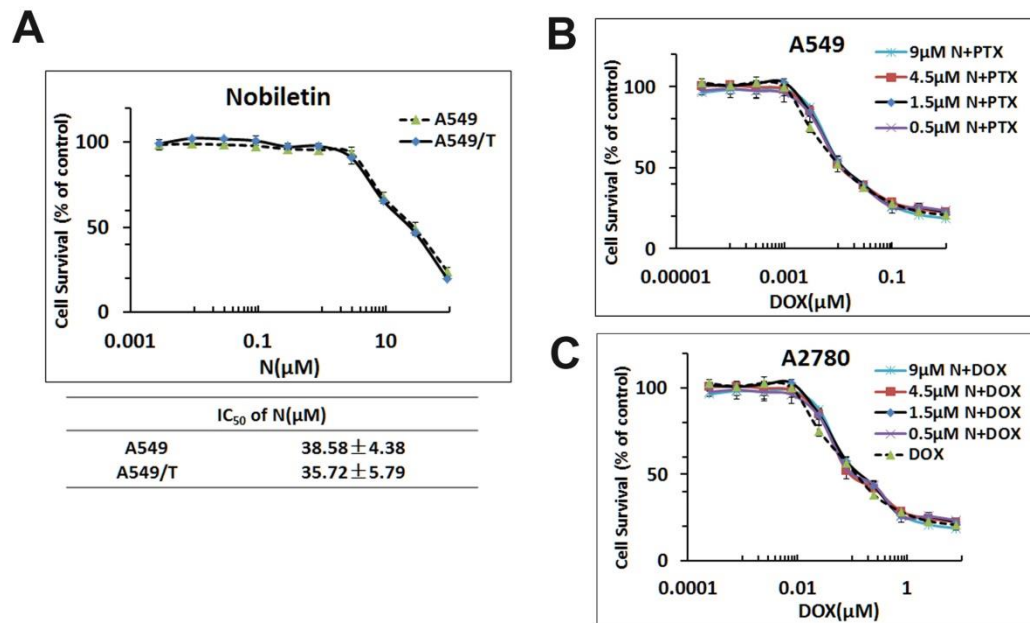 A
Nobiletin
A549
A549/T
Cell Survival (% of control)
100
50
0
0.001
0.1
10
N(μM)
IC₅₀ of N(μM)
A549 38.58±4.38
A549/T 35.72±5.79
B
A549
9μM N+PTX
4.5μM N+PTX
1.5μM N+PTX
0.5μM N+PTX
Cell Survival (% of control)
100
50
0
0.00001
0.001
0.1
DOX(μM)
C
A2780
9μM N+DOX
4.5μM N+DOX
1.5μM N+DOX
0.5μM N+DOX
DOX
Cell Survival (% of control)
100
50
0
0.0001
0.01
1
DOX(μM)